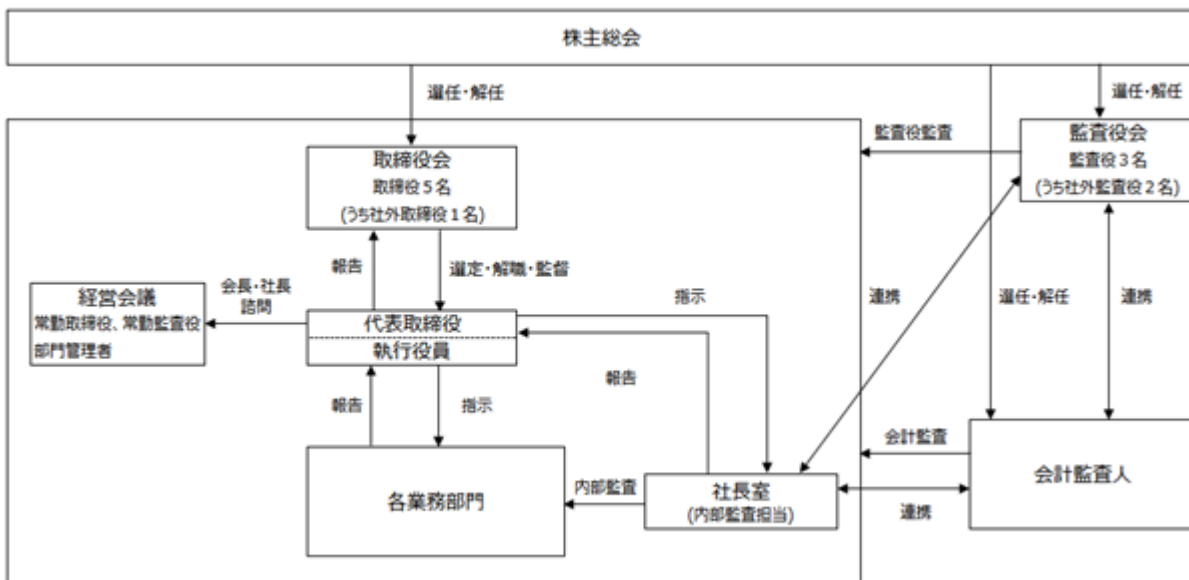 株主総会
選任・解任
選任・解任
監査役監査
監査役会
監査役3名
(うち社外監査役2名)
取締役会
取締役5名
(うち社外取締役1名)
報告
選定・解職・監督
会長・社長
諮問
指示
連携
選任・解任
連携
経営会議
常勤取締役、常勤監査役
部門管理者
代表取締役
執行役員
報告
報告
指示
会計監査
会計監査人
各業務部門
内部監査
社長室
(内部監査担当)
連携